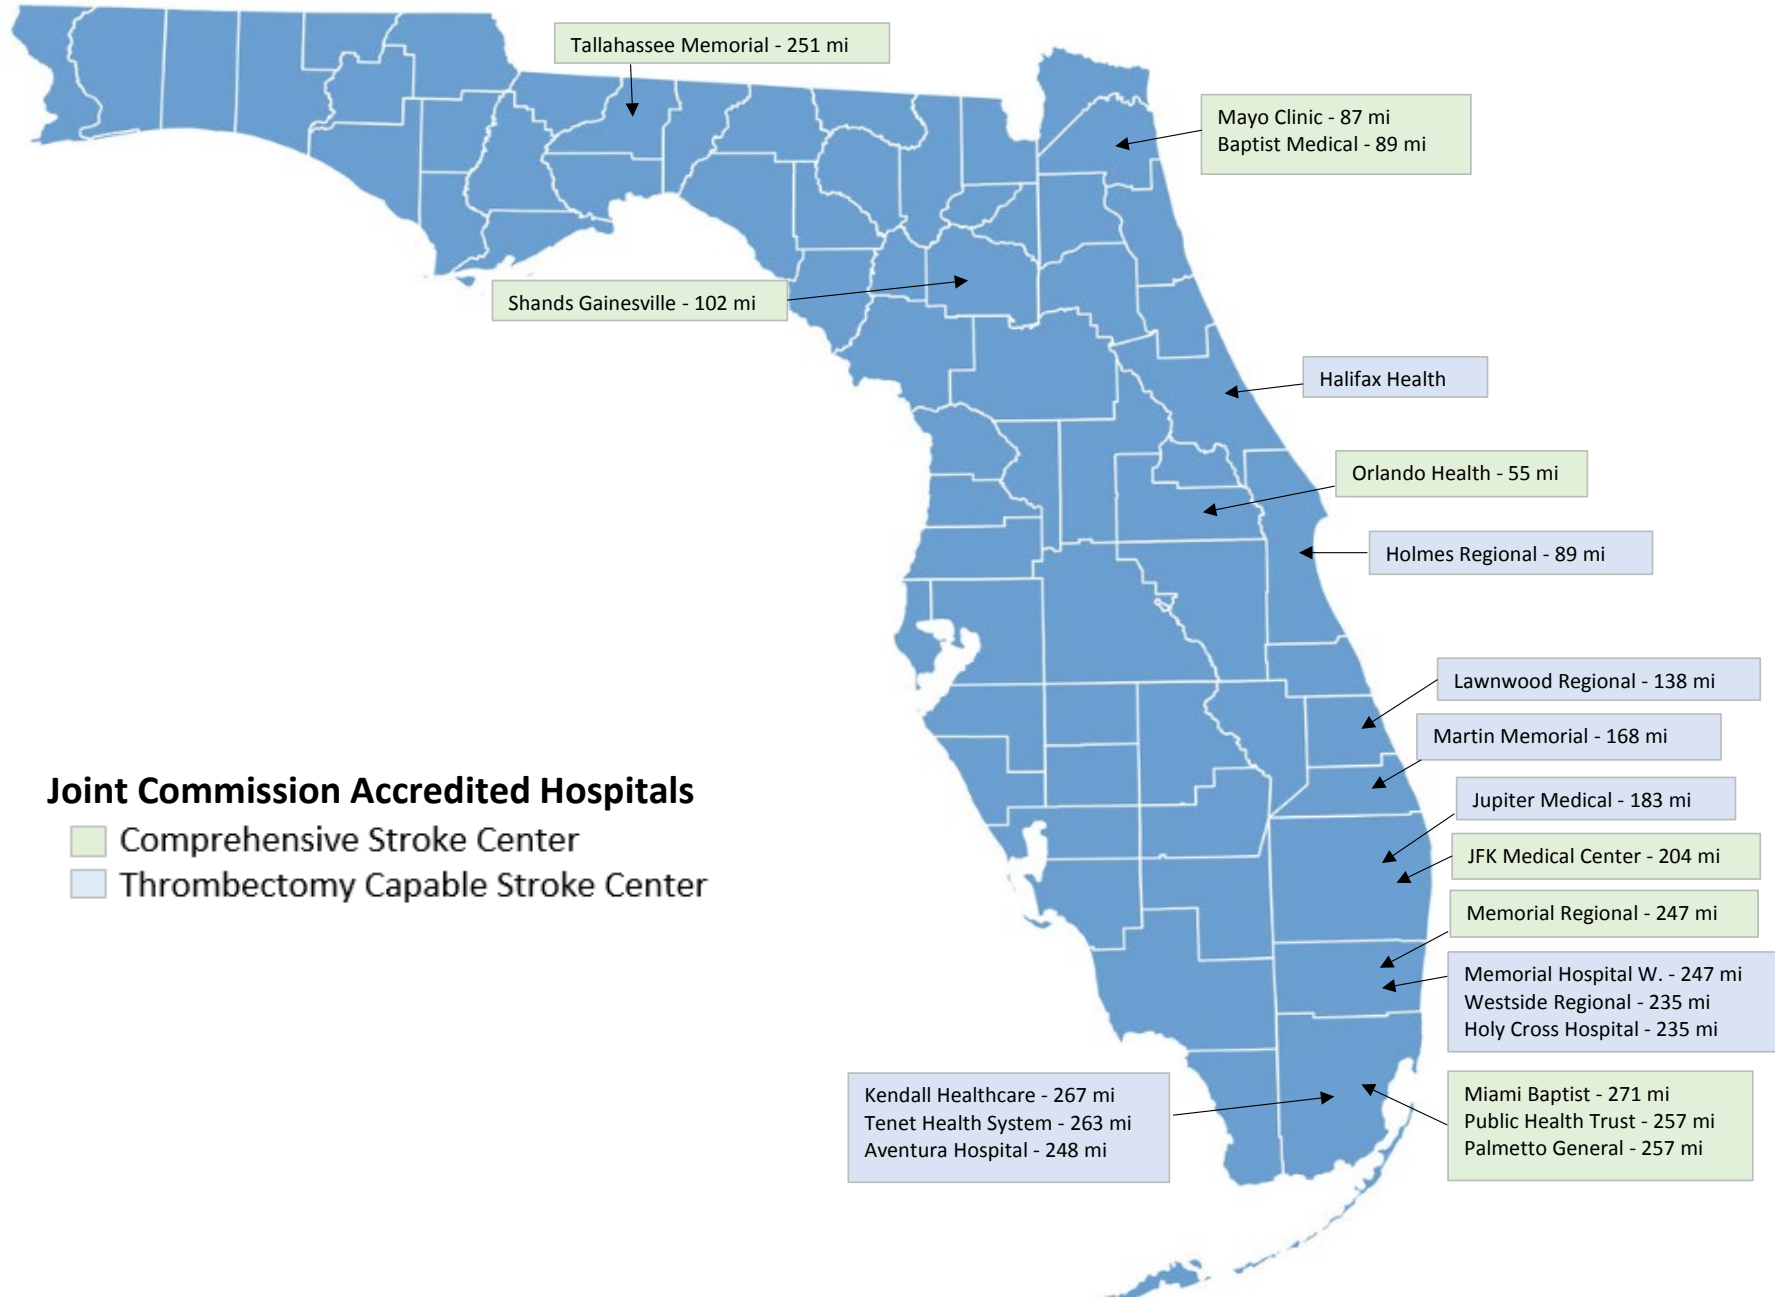 Tallahassee Memorial - 251 mi
Mayo Clinic - 87 mi
Baptist Medical - 89 mi
Shands Gainesville - 102 mi
Halifax Health
Orlando Health - 55 mi
Holmes Regional - 89 mi
Lawnwood Regional - 138 mi
Martin Memorial - 168 mi
Jupiter Medical - 183 mi
JFK Medical Center - 204 mi
Memorial Regional - 247 mi
Memorial Hospital W. - 247 mi
Westside Regional - 235 mi
Holy Cross Hospital - 235 mi
Kendall Healthcare - 267 mi
Tenet Health System - 263 mi
Aventura Hospital - 248 mi
Miami Baptist - 271 mi
Public Health Trust - 257 mi
Palmetto General - 257 mi
Joint Commission Accredited Hospitals
Comprehensive Stroke Center
Thrombectomy Capable Stroke Center